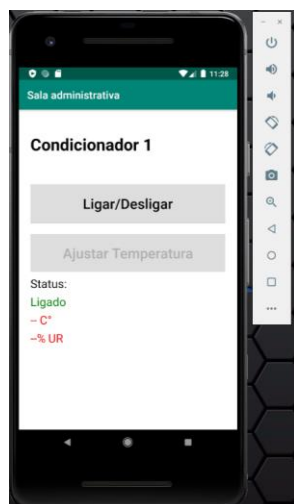 11:28
Sala administrativa
Condicionador 1
Ligar/Desligar
Ajustar Temperatura
Status:
Ligado
-- C°
--% UR